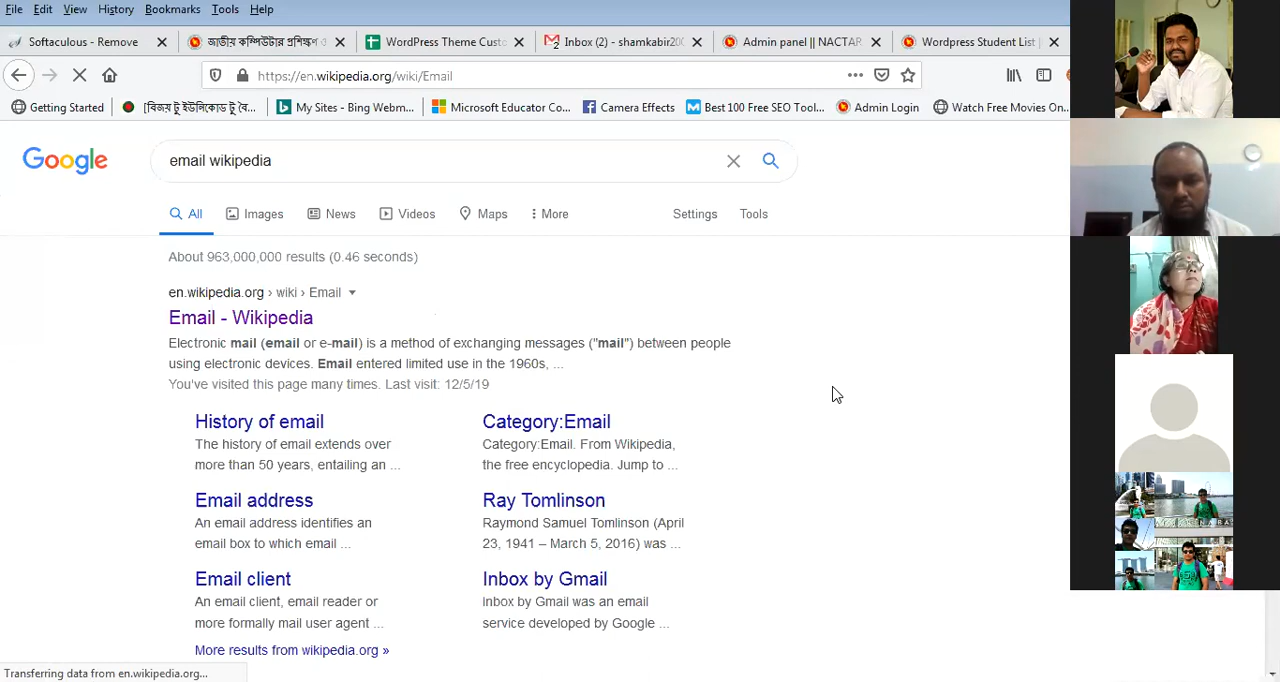 File Edit View History Bookmarks Tools Help
Softaculous - Remove
জাতীয় কম্পিউটার প্রশিক্ষণ ও
WordPress Theme Custo
Inbox (2) - shamkabir200
Admin panel || NACTAR
Wordpress Student List
https://en.wikipedia.org/wiki/Email
Getting Started
[বিজয় টু ইউনিকোড টু বৈ...
My Sites - Bing Webm...
Microsoft Educator Co...
Camera Effects
Best 100 Free SEO Tool...
Admin Login
Watch Free Movies On...
Google
email wikipedia
All Images News Videos Maps More Settings Tools
About 963,000,000 results (0.46 seconds)
en.wikipedia.org › wiki › Email
Email - Wikipedia
Electronic mail (email or e-mail) is a method of exchanging messages ("mail") between people
using electronic devices. Email entered limited use in the 1960s, ...
You've visited this page many times. Last visit: 12/5/19
History of email
The history of email extends over
more than 50 years, entailing an ...
Category:Email
Category:Email. From Wikipedia,
the free encyclopedia. Jump to ...
Email address
An email address identifies an
email box to which email ...
Ray Tomlinson
Raymond Samuel Tomlinson (April
23, 1941 – March 5, 2016) was ...
Email client
An email client, email reader or
more formally mail user agent ...
Inbox by Gmail
Inbox by Gmail was an email
service developed by Google ...
More results from wikipedia.org »
Transferring data from en.wikipedia.org...